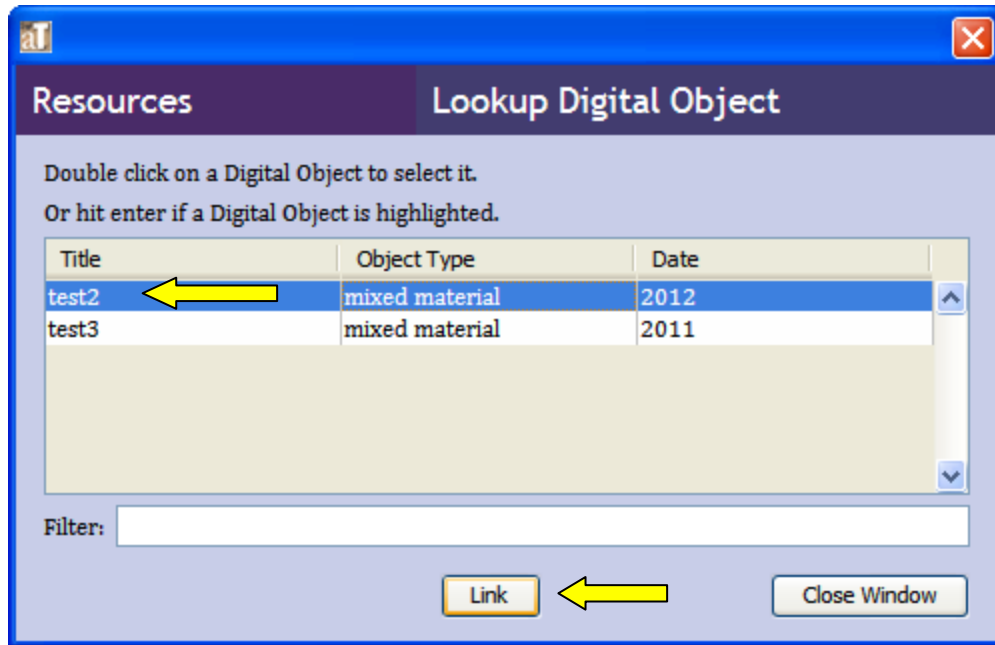 aT
Resources Lookup Digital Object
Double click on a Digital Object to select it.
Or hit enter if a Digital Object is highlighted.
Title Object Type Date
test2 mixed material 2012
test3 mixed material 2011
Filter:
Link Close Window